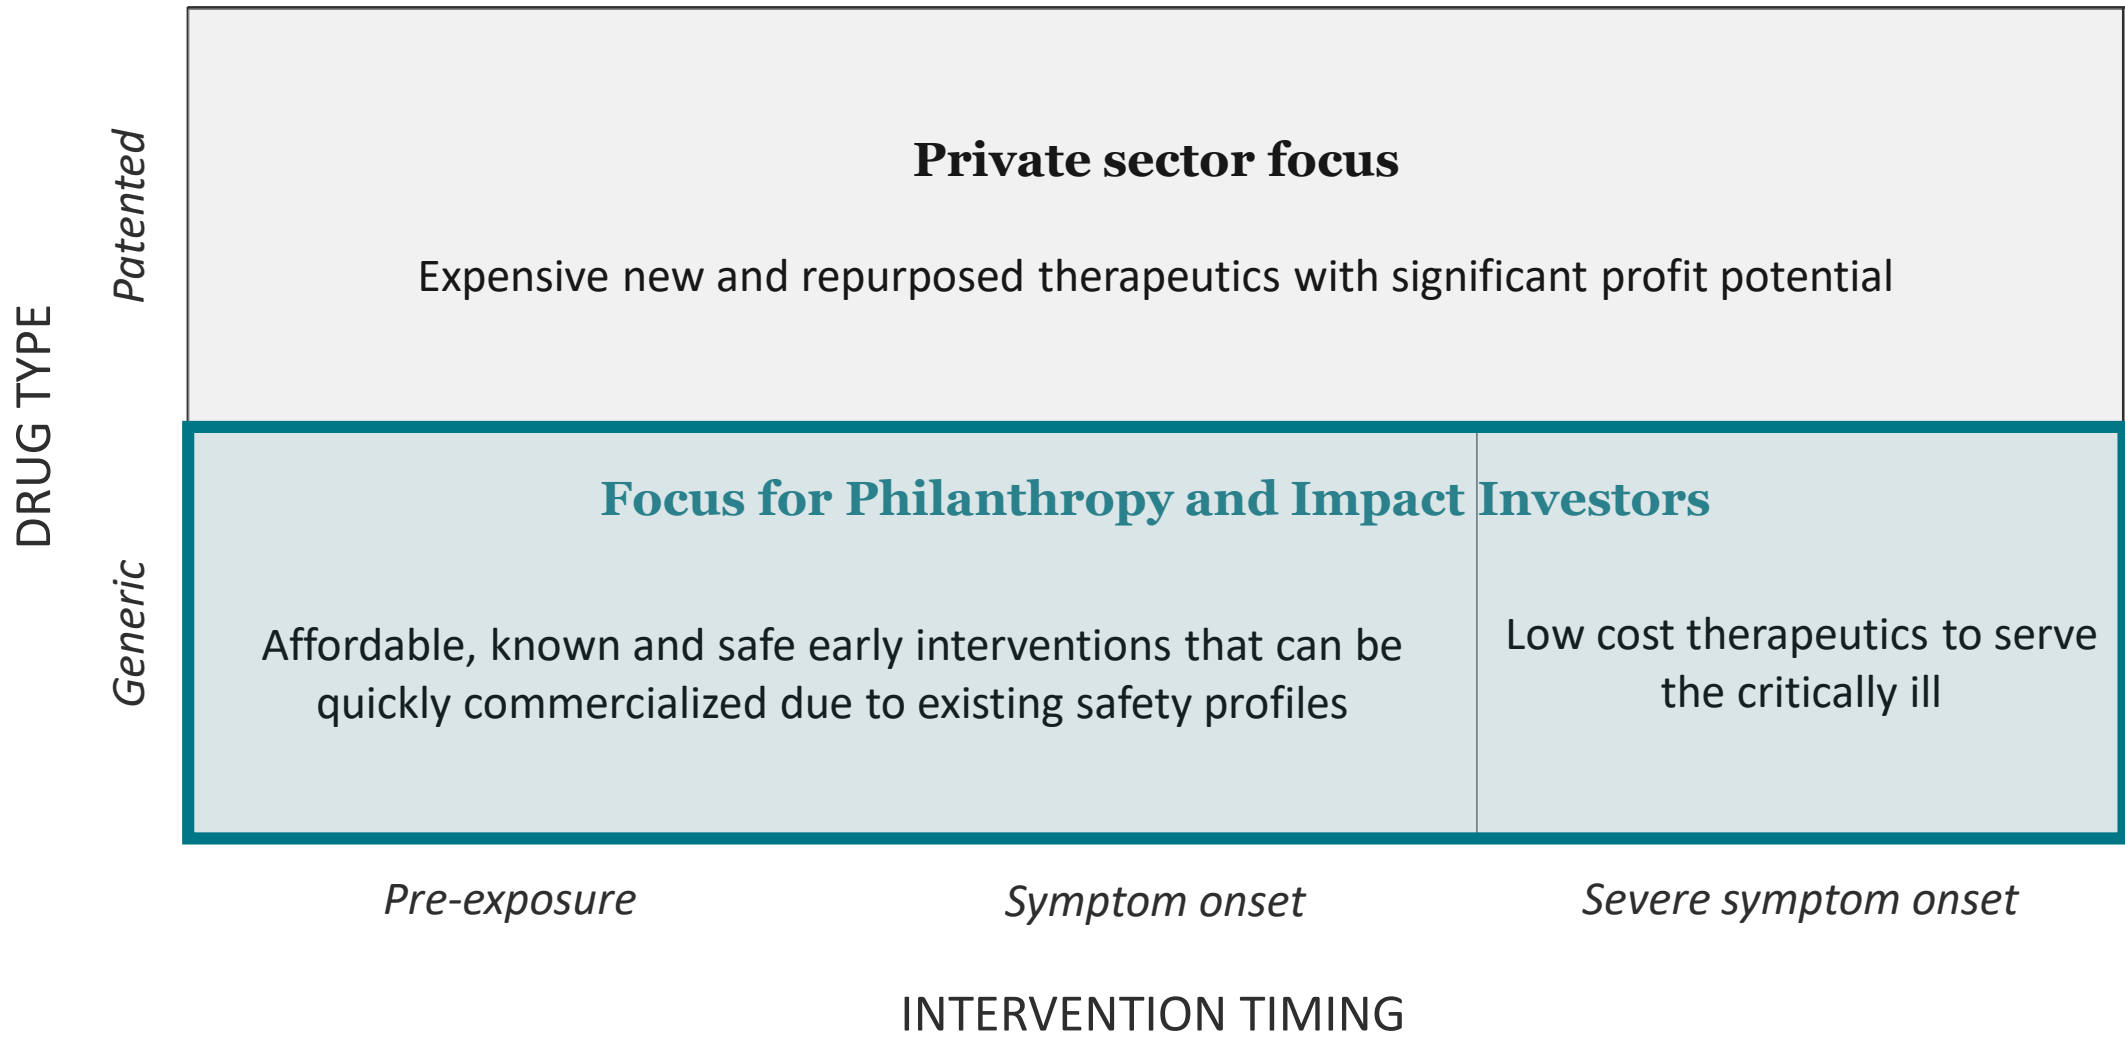 DRUG TYPE
Patented
Private sector focus
Expensive new and repurposed therapeutics with significant profit potential
Generic
Focus for Philanthropy and Impact Investors
Affordable, known and safe early interventions that can be
quickly commercialized due to existing safety profiles
Low cost therapeutics to serve
the critically ill
Pre-exposure
Symptom onset
Severe symptom onset
INTERVENTION TIMING